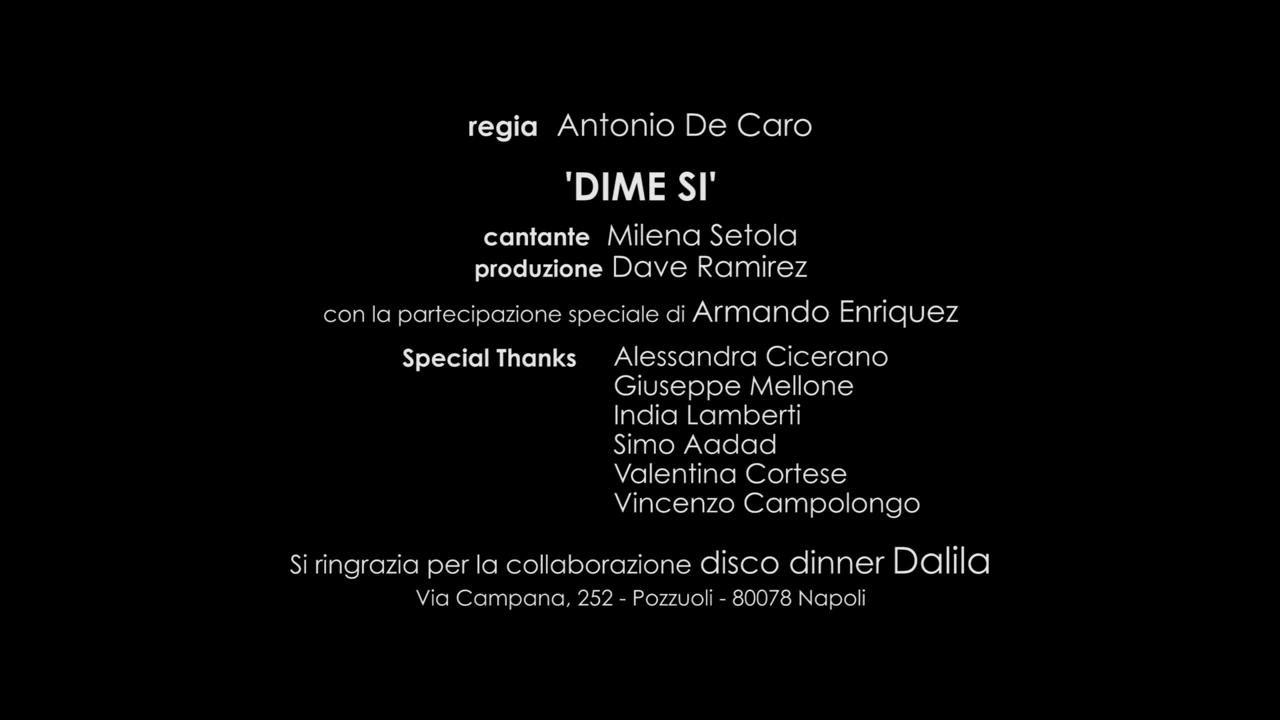 regia Antonio De Caro
'DIME SI'
cantante Milena Setola
produzione Dave Ramirez
con la partecipazione speciale di Armando Enriquez
Special Thanks Alessandra Cicerano
Giuseppe Mellone
India Lamberti
Simo Aadad
Valentina Cortese
Vincenzo Campolongo
Si ringrazia per la collaborazione disco dinner Dalila
Via Campana, 252 - Pozzuoli - 80078 Napoli